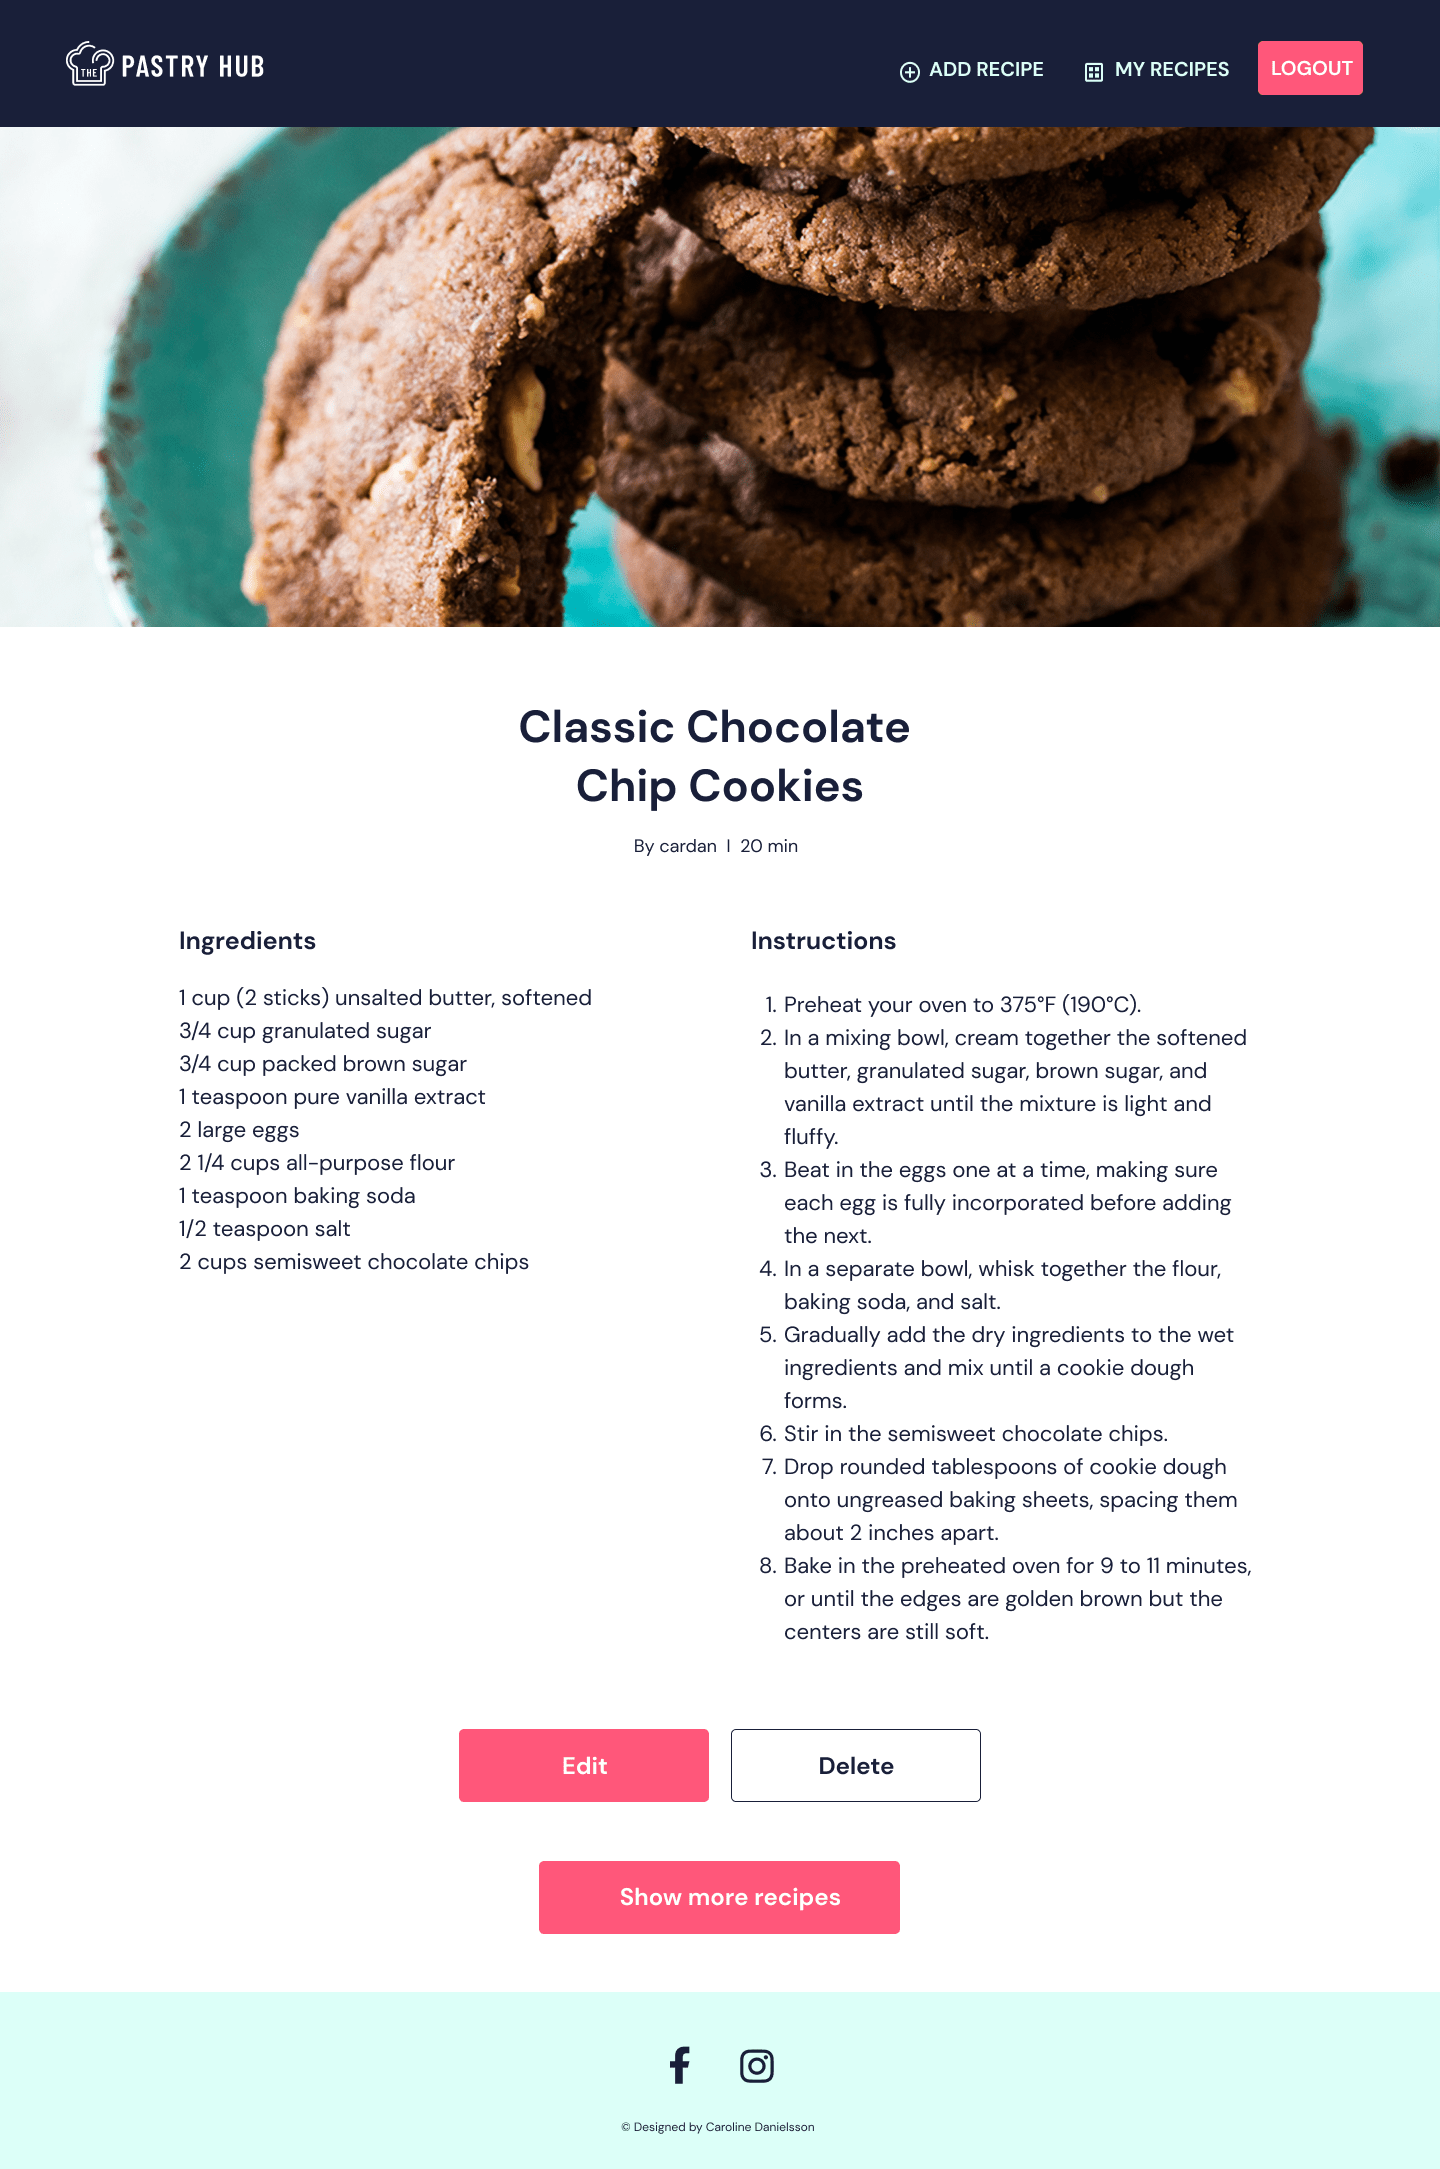 THE PASTRY HUB
ADD RECIPE
MY RECIPES
LOGOUT
Classic Chocolate
Chip Cookies
By cardan | 20 min
Ingredients
1 cup (2 sticks) unsalted butter, softened
3/4 cup granulated sugar
3/4 cup packed brown sugar
1 teaspoon pure vanilla extract
2 large eggs
2 1/4 cups all-purpose flour
1 teaspoon baking soda
1/2 teaspoon salt
2 cups semisweet chocolate chips
Instructions
1. Preheat your oven to 375°F (190°C).
2. In a mixing bowl, cream together the softened
butter, granulated sugar, brown sugar, and
vanilla extract until the mixture is light and
fluffy.
3. Beat in the eggs one at a time, making sure
each egg is fully incorporated before adding
the next.
4. In a separate bowl, whisk together the flour,
baking soda, and salt.
5. Gradually add the dry ingredients to the wet
ingredients and mix until a cookie dough
forms.
6. Stir in the semisweet chocolate chips.
7. Drop rounded tablespoons of cookie dough
onto ungreased baking sheets, spacing them
about 2 inches apart.
8. Bake in the preheated oven for 9 to 11 minutes,
or until the edges are golden brown but the
centers are still soft.
Edit
Delete
Show more recipes
© Designed by Caroline Danielsson